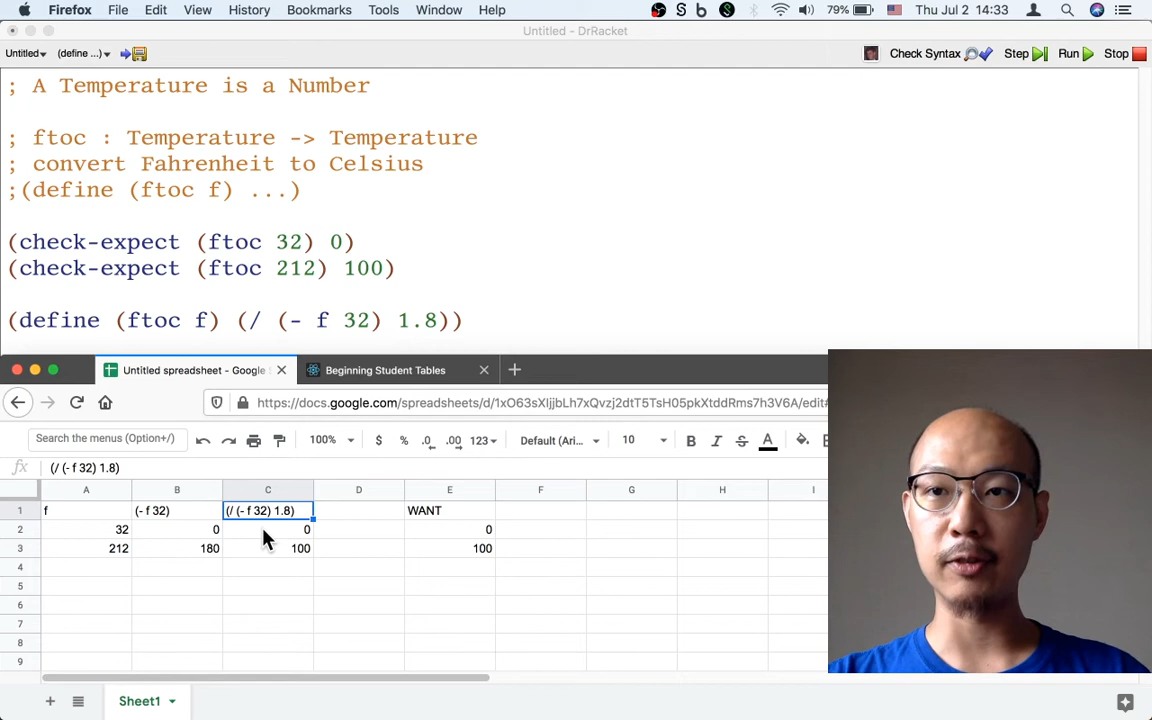 Firefox File Edit View History Bookmarks Tools Window Help 79% Thu Jul 2 14:33
Untitled - DrRacket
Untitled (define ...) Check Syntax Step Run Stop
; A Temperature is a Number
; ftoc : Temperature -> Temperature
; convert Fahrenheit to Celsius
;(define (ftoc f) ...)
(check-expect (ftoc 32) 0)
(check-expect (ftoc 212) 100)
(define (ftoc f) (/ (- f 32) 1.8))
Untitled spreadsheet - Google Beginning Student Tables
https://docs.google.com/spreadsheets/d/1xO63sXIjjbLh7xQvzj2dtT5TsH05pkXtddRms7h3V6A/edit#
Search the menus (Option+/) 100% $ % .0 .00 123 Default (Ari... 10 B I A
fx (/ (- f 32) 1.8)
A B C D E F G H I
1 f (- f 32) (/ (- f 32) 1.8) WANT
2 32 0 0 0
3 212 180 100 100
4
5
6
7
8
9
Sheet1